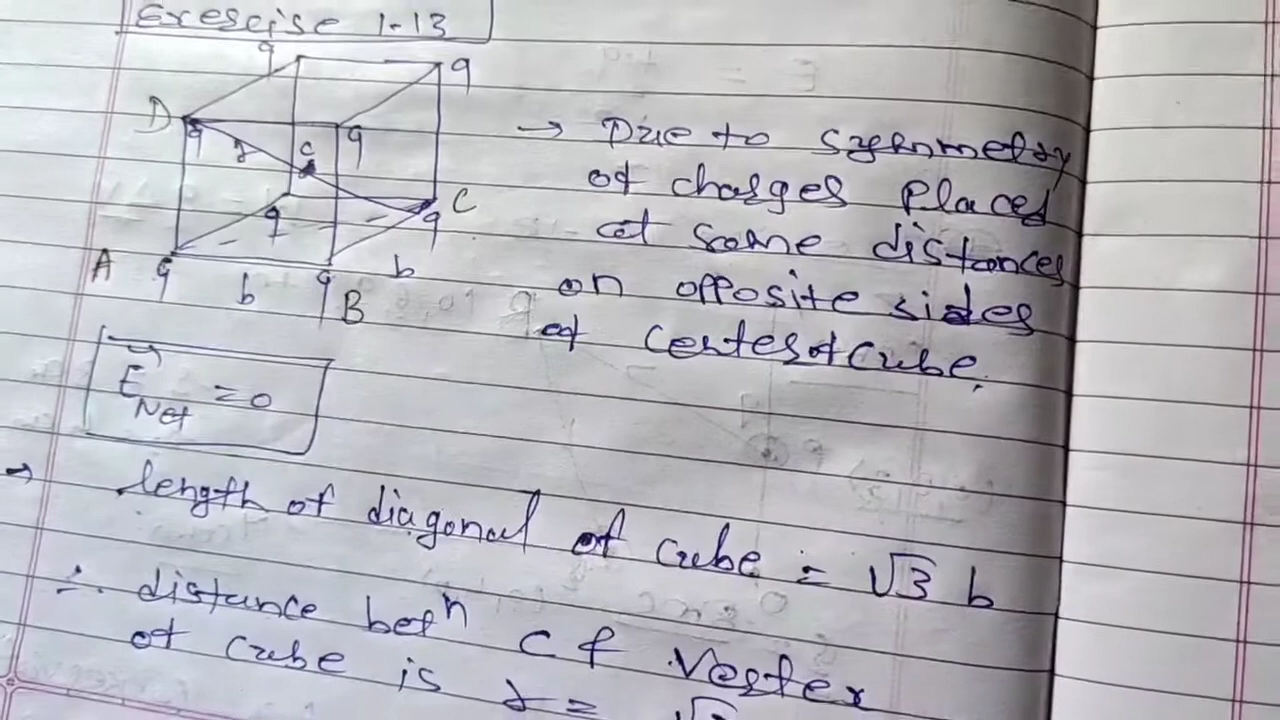 Exercise 1.13
q
q
D
q
q
r
c
q
q
C
A
q
b
q
B
b
→ Due to symmetry
of charges placed
at same distances
on opposite sides
of center of cube.
E⃗ Net = 0
→ length of diagonal of cube = √3 b
∴ distance betⁿ C & vertex
of cube is r = √3